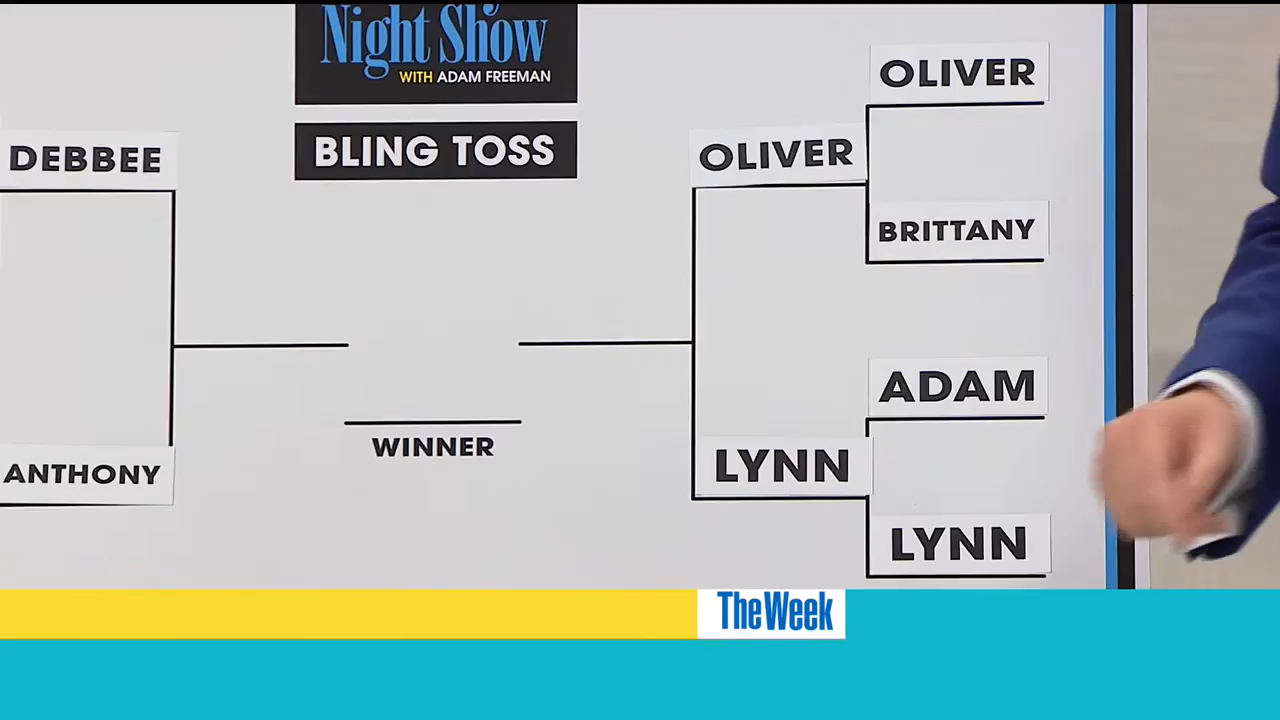 Night Show
WITH ADAM FREEMAN
BLING TOSS
DEBBEE
ANTHONY
WINNER
OLIVER
LYNN
OLIVER
BRITTANY
ADAM
LYNN
The Week